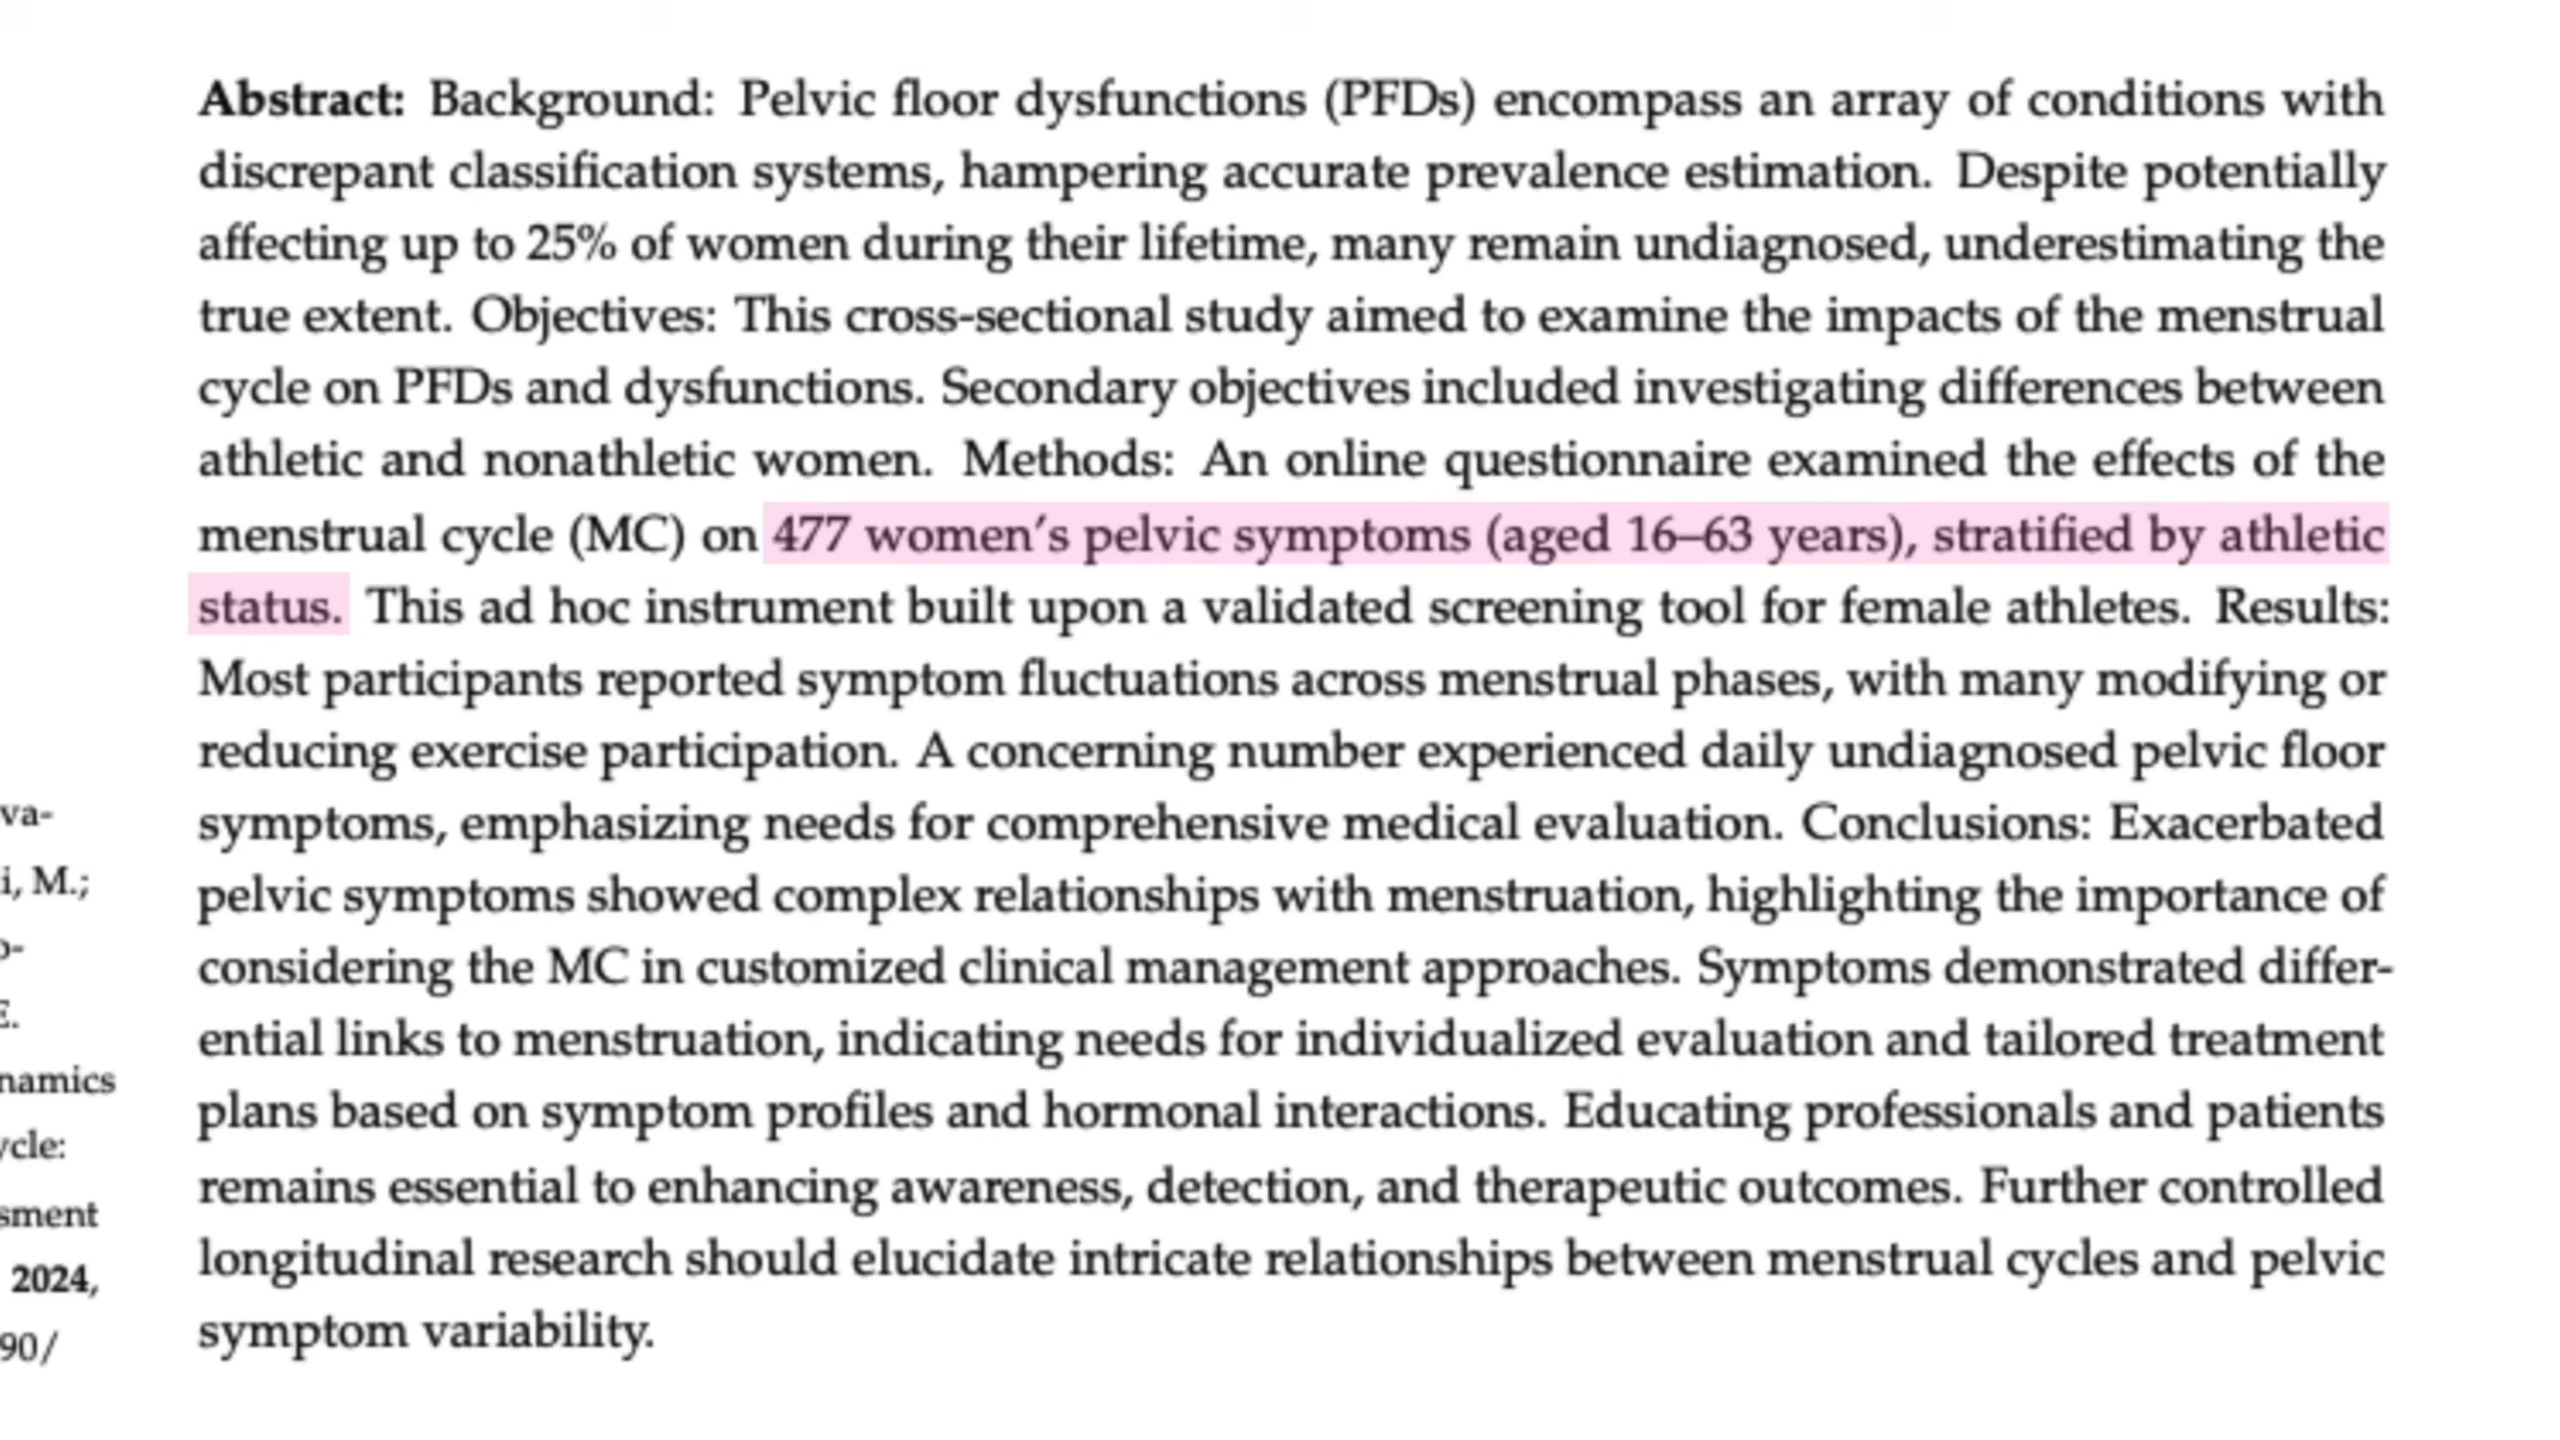 Abstract: Background: Pelvic floor dysfunctions (PFDs) encompass an array of conditions with
discrepant classification systems, hampering accurate prevalence estimation. Despite potentially
affecting up to 25% of women during their lifetime, many remain undiagnosed, underestimating the
true extent. Objectives: This cross-sectional study aimed to examine the impacts of the menstrual
cycle on PFDs and dysfunctions. Secondary objectives included investigating differences between
athletic and nonathletic women. Methods: An online questionnaire examined the effects of the
menstrual cycle (MC) on 477 women's pelvic symptoms (aged 16–63 years), stratified by athletic
status. This ad hoc instrument built upon a validated screening tool for female athletes. Results:
Most participants reported symptom fluctuations across menstrual phases, with many modifying or
reducing exercise participation. A concerning number experienced daily undiagnosed pelvic floor
symptoms, emphasizing needs for comprehensive medical evaluation. Conclusions: Exacerbated
pelvic symptoms showed complex relationships with menstruation, highlighting the importance of
considering the MC in customized clinical management approaches. Symptoms demonstrated differ-
ential links to menstruation, indicating needs for individualized evaluation and tailored treatment
plans based on symptom profiles and hormonal interactions. Educating professionals and patients
remains essential to enhancing awareness, detection, and therapeutic outcomes. Further controlled
longitudinal research should elucidate intricate relationships between menstrual cycles and pelvic
symptom variability.
va-
i, M.;
E.
namics
ycle:
sment
2024,
90/